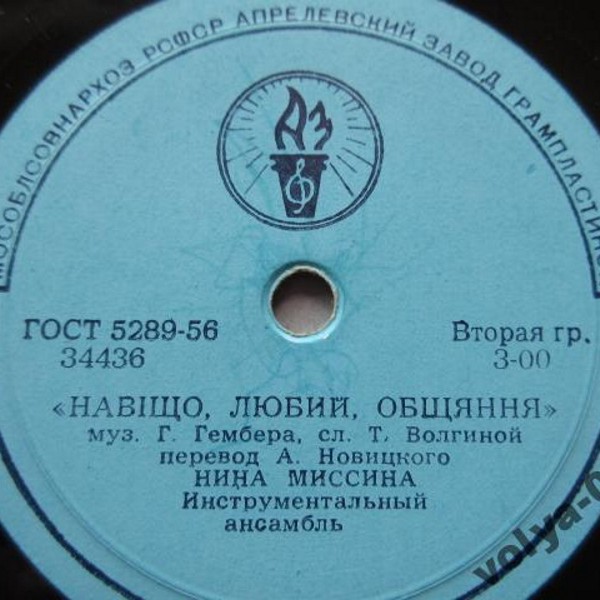 МОСОБЛСОВНАРХОЗ РСФСР АПРЕЛЕВСКИЙ ЗАВОД ГРАМПЛАСТИНОК
АЗ
ГОСТ 5289-56
Вторая гр.
34436
3-00
«НАВІЩО, ЛЮБИЙ, ОБЩЯННЯ»
муз. Г. Гембера, сл. Т. Волгиной
перевод А. Новицкого
НИНА МИССИНА
Инструментальный
ансамбль